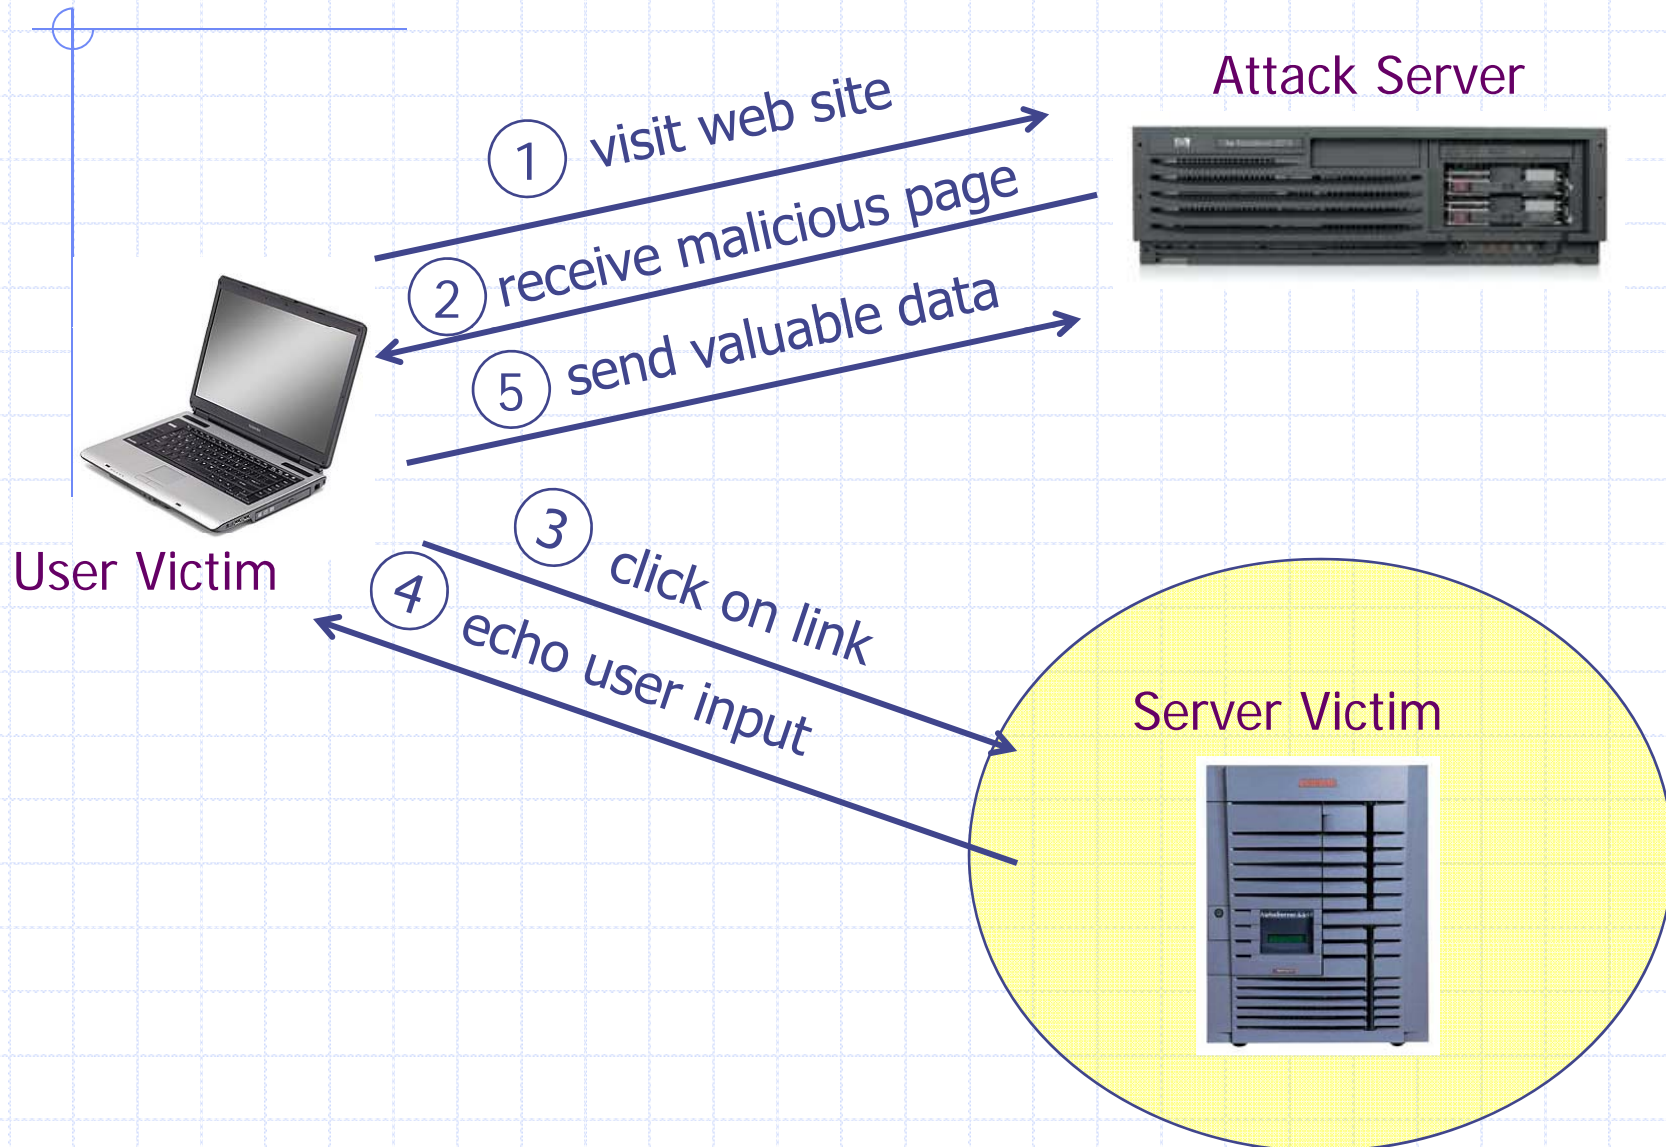 Attack Server
1 visit web site
2 receive malicious page
5 send valuable data
User Victim
3 click on link
4 echo user input
Server Victim